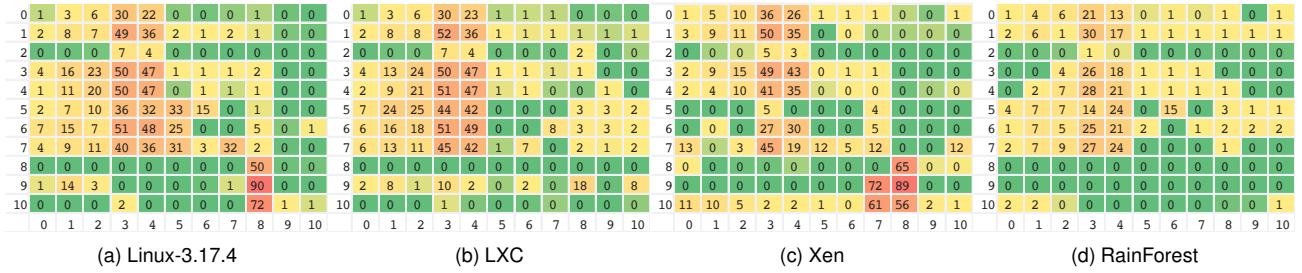 0 1 3 6 30 22 0 0 0 1 0 0 0 1 3 6 30 23 1 1 1 0 0 0 0 1 5 10 36 26 1 1 1 0 0 1 0 1 4 6 21 13 0 1 0 1 0 1
1 2 8 7 49 36 2 1 2 1 0 0 1 2 8 8 52 36 1 1 1 1 1 1 1 3 9 11 50 35 0 0 0 0 0 0 1 2 6 1 30 17 1 1 1 1 1 1
2 0 0 0 7 4 0 0 0 0 0 0 2 0 0 0 7 4 0 0 0 2 0 0 2 0 0 0 5 3 0 0 0 0 0 0 2 0 0 0 1 0 0 0 0 0 0 0
3 4 16 23 50 47 1 1 1 2 0 0 3 4 13 24 50 47 1 1 1 1 0 0 3 2 9 15 49 43 0 1 1 0 0 0 3 0 0 4 26 18 1 1 1 0 0 0
4 1 11 20 50 47 0 1 1 1 0 0 4 2 9 21 51 47 1 1 0 0 1 0 4 2 4 10 41 35 0 0 1 0 0 0 4 0 2 7 28 21 1 1 1 1 0 0
5 2 7 10 36 32 33 15 0 1 0 0 5 7 24 25 44 42 0 0 0 3 3 2 5 0 0 0 5 0 0 0 4 0 0 0 5 4 7 7 14 24 0 15 0 3 1 1
6 7 15 7 51 48 25 0 0 5 0 1 6 6 16 18 51 49 0 0 8 3 3 2 6 0 0 0 27 30 0 0 5 0 0 0 6 1 7 5 25 21 2 0 1 2 2 2
7 4 9 11 40 36 31 3 32 2 0 0 7 6 13 11 45 42 1 7 0 2 1 2 7 13 0 3 45 19 12 5 12 0 0 12 7 2 7 9 27 24 0 0 0 1 0 0
8 0 0 0 0 0 0 0 0 50 0 0 8 0 0 0 0 0 0 0 0 0 0 0 8 0 0 0 0 0 0 0 0 65 0 0 8 0 0 0 0 0 0 0 0 0 0 0
9 1 14 3 0 0 0 0 1 90 0 0 9 2 8 1 10 2 0 2 0 18 0 8 9 0 0 0 0 0 0 0 72 89 0 0 9 0 0 0 0 0 0 0 0 0 0 0
10 0 0 0 2 0 0 0 0 72 1 1 10 0 0 0 1 0 0 0 0 0 0 0 10 11 10 5 2 2 1 0 61 56 2 1 10 2 2 0 0 0 0 0 0 0 0 1
0 1 2 3 4 5 6 7 8 9 10 0 1 2 3 4 5 6 7 8 9 10 0 1 2 3 4 5 6 7 8 9 10 0 1 2 3 4 5 6 7 8 9 10
(a) Linux-3.17.4 (b) LXC (c) Xen (d) RainForest